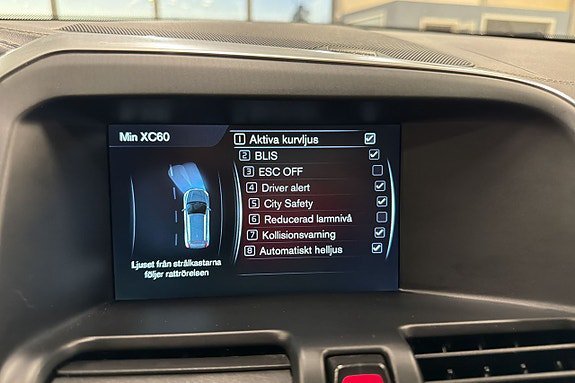 Min XC60
1 Aktiva kurvljus
2 BLIS
3 ESC OFF
4 Driver alert
5 City Safety
6 Reducerad larmnivå
7 Kollisionsvarning
8 Automatiskt helljus
Ljuset från strålkastarna
följer rattrörelsen